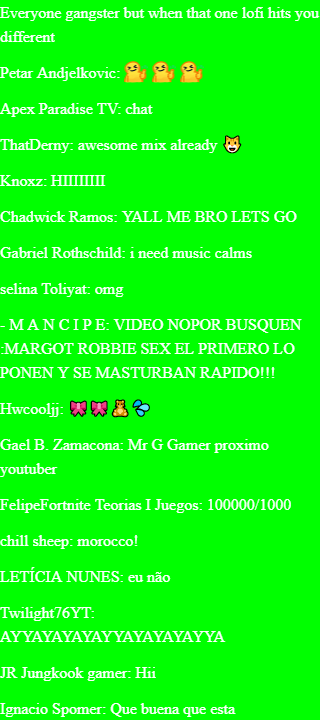 Everyone gangster but when that one lofi hits you
different
Petar Andjelkovic: 🤗 🤗 🤗
Apex Paradise TV: chat
ThatDerny: awesome mix already 😺
Knoxz: HIIIIIIII
Chadwick Ramos: YALL ME BRO LETS GO
Gabriel Rothschild: i need music calms
selina Toliyat: omg
- M A N C I P E: VIDEO NOPOR BUSQUEN
:MARGOT ROBBIE SEX EL PRIMERO LO
PONEN Y SE MASTURBAN RAPIDO!!!
Hwcooljj: 🎀🎀🧸💦
Gael B. Zamacona: Mr G Gamer proximo
youtuber
FelipeFortnite Teorias I Juegos: 100000/1000
chill sheep: morocco!
LETÍCIA NUNES: eu não
Twilight76YT:
AYYAYAYAYAYYAYAYAYAYYA
JR Jungkook gamer: Hii
Ignacio Spomer: Que buena que esta